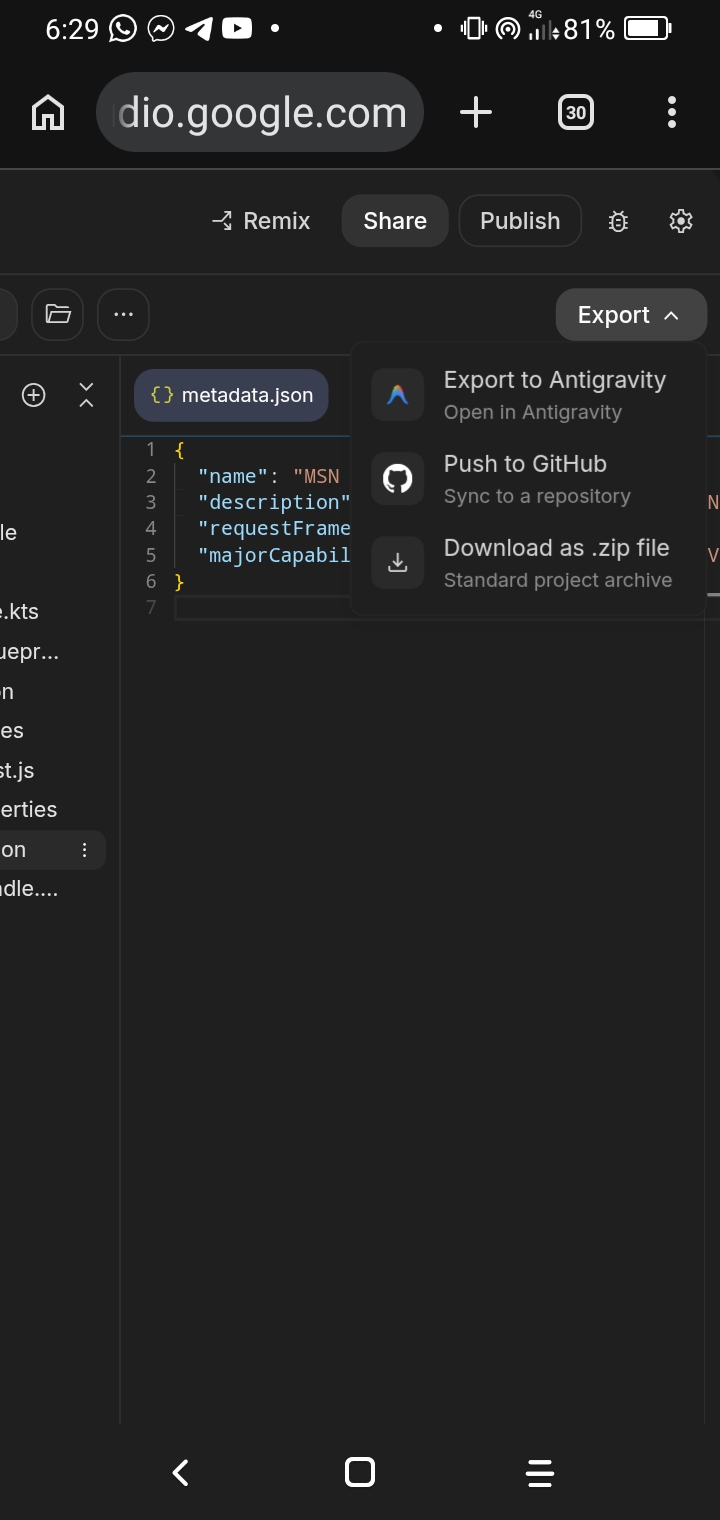 6:29
4G
81%
dio.google.com
30
Remix
Share
Publish
...
Export
Export to Antigravity
Open in Antigravity
Push to GitHub
Sync to a repository
Download as .zip file
Standard project archive
{} metadata.json
1 {
2 "name": "MSN
3 "description" N
4 "requestFrame
5 "majorCapabil V
6 }
7
le
e.kts
uepr...
on
es
st.js
erties
on
adle....